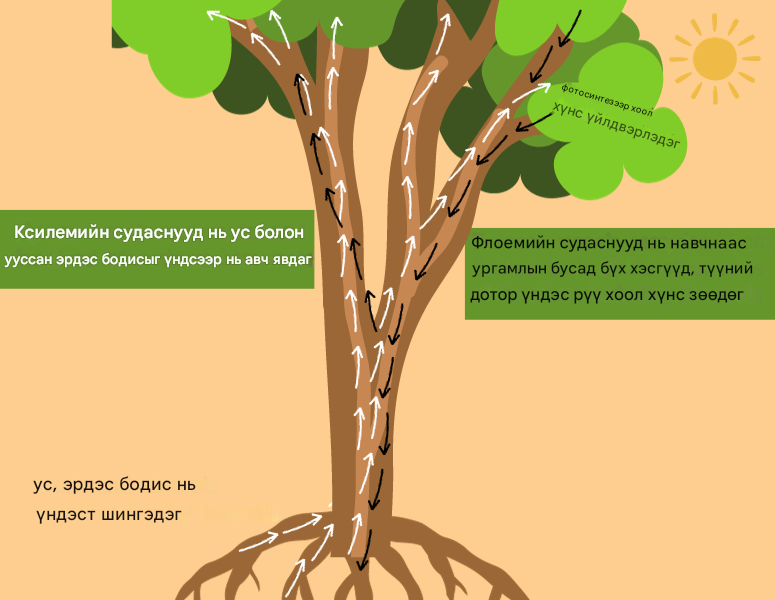 фотосинтезээр хоол
хүнс үйлдвэрлэдэг
Ксилемийн судаснууд нь ус болон
ууссан эрдэс бодисыг үндсээр нь авч явдаг
Флоемийн судаснууд нь навчнаас
ургамлын бусад бүх хэсгүүд, түүний
дотор үндэс рүү хоол хүнс зөөдөг
ус, эрдэс бодис нь
үндэст шингэдэг